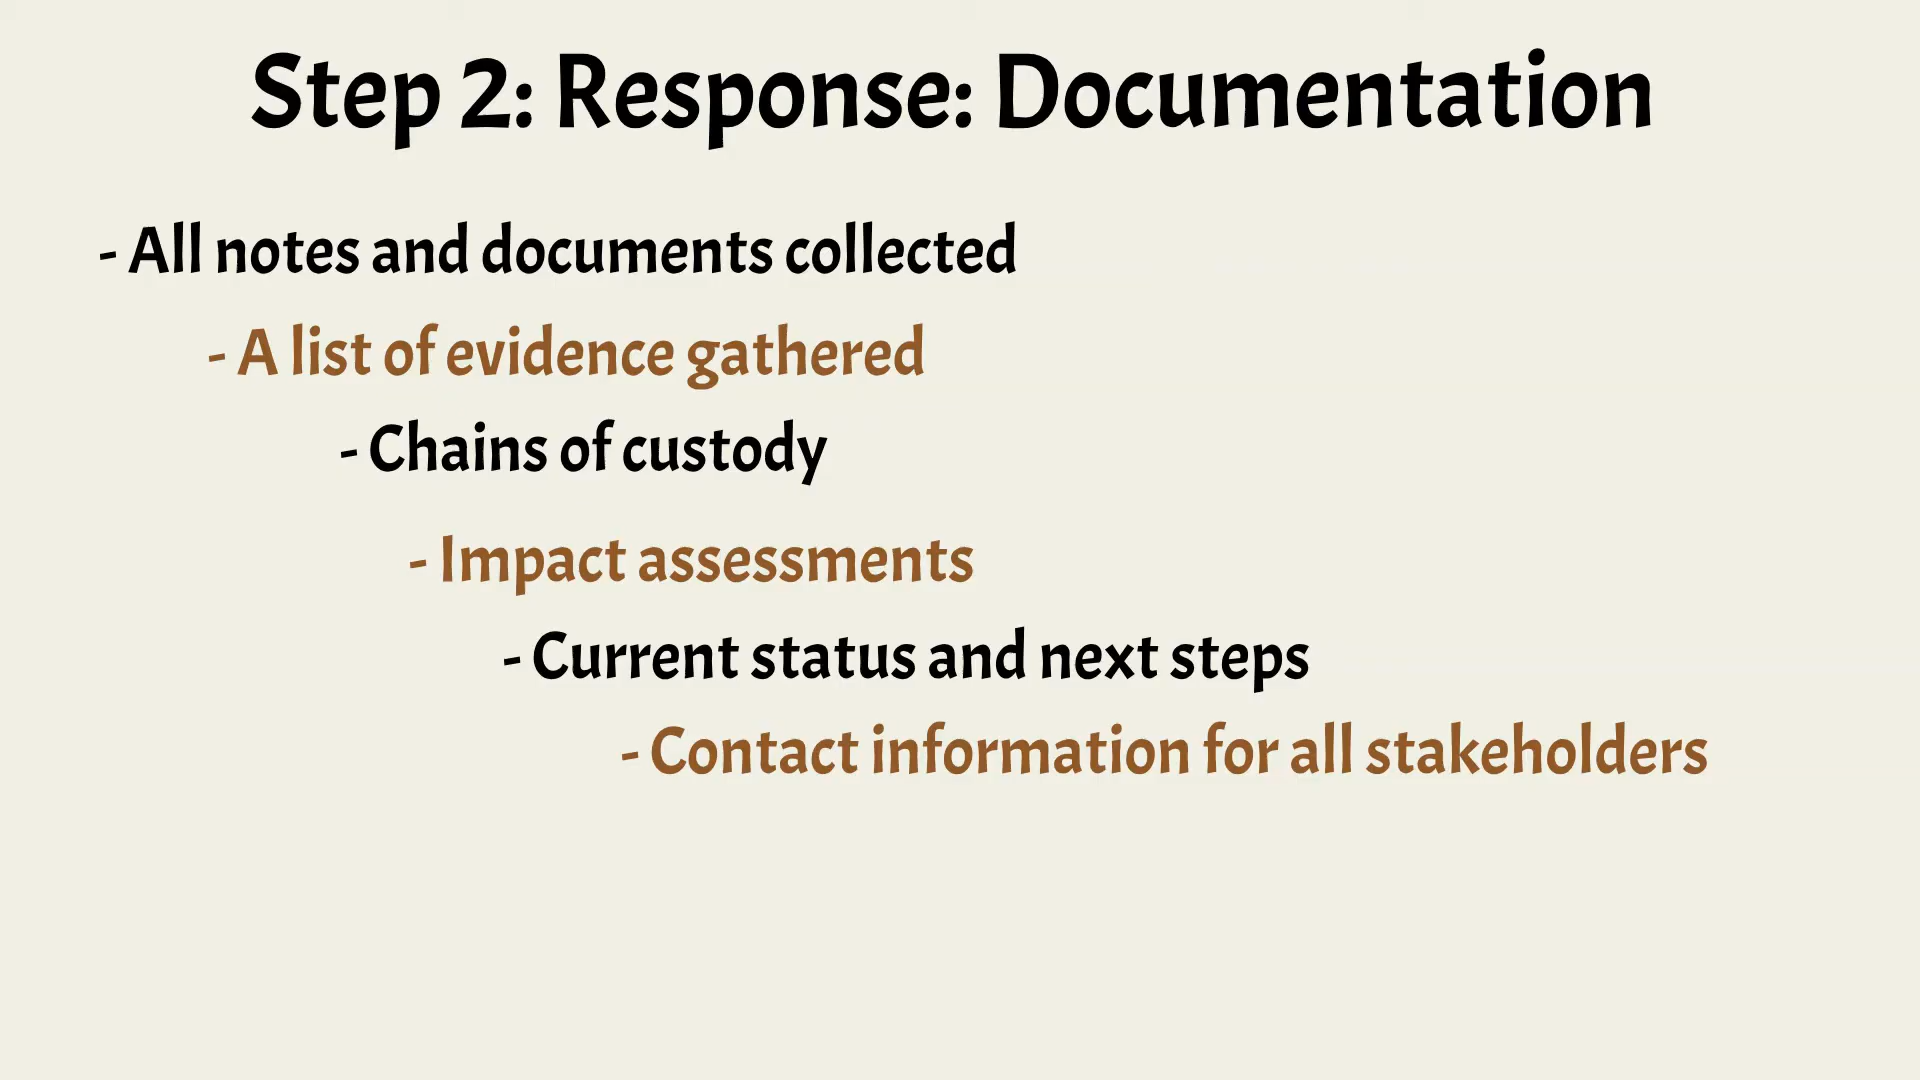 Step 2: Response: Documentation
- All notes and documents collected
- A list of evidence gathered
- Chains of custody
- Impact assessments
- Current status and next steps
- Contact information for all stakeholders